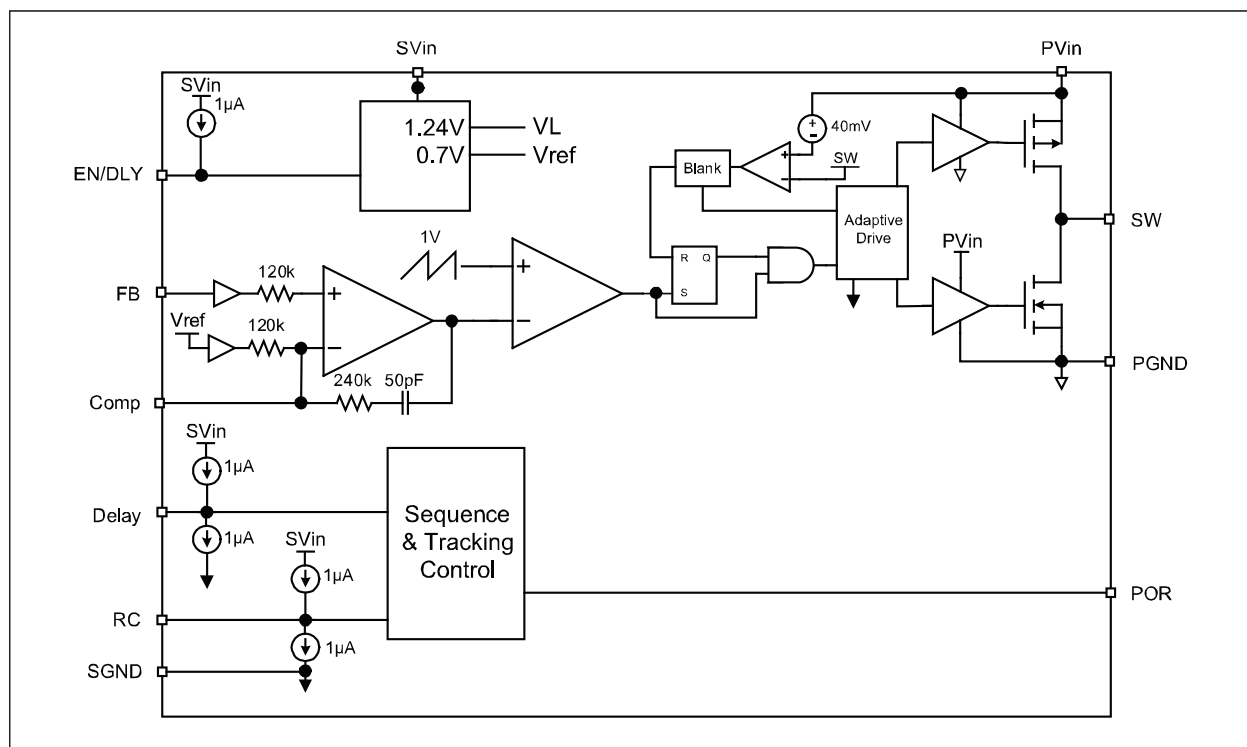 SVin
PVin
SVin
1µA
1.24V
VL
0.7V
Vref
EN/DLY
+
-
40mV
SW
Blank
+
-
Adaptive
Drive
SW
1V
R Q
S
PVin
FB
120k
+
+
Vref
120k
-
-
240k
50pF
Comp
PGND
SVin
1µA
Delay
1µA
SVin
1µA
Sequence
& Tracking
Control
POR
RC
1µA
SGND